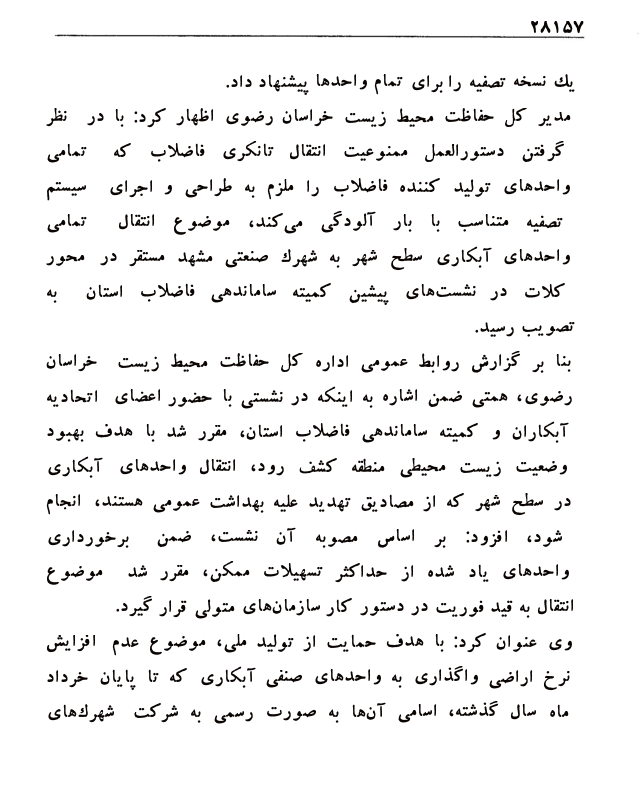 ۲۸۱۵۷
یك نسخه تصفیه را برای تمام واحدها پیشنهاد داد.
مدیر کل حفاظت محیط زیست خراسان رضوی اظهار کرد: با در نظر
گرفتن دستورالعمل ممنوعیت انتقال تانکری فاضلاب که تمامی
واحدهای تولید کننده فاضلاب را ملزم به طراحی و اجرای سیستم
تصفیه متناسب با بار آلودگی می‌کند، موضوع انتقال تمامی
واحدهای آبکاری سطح شهر به شهرك صنعتی مشهد مستقر در محور
کلات در نشست‌های پیشین کمیته ساماندهی فاضلاب استان به
تصویب رسید.
بنا بر گزارش روابط عمومی اداره کل حفاظت محیط زیست خراسان
رضوی، همتی ضمن اشاره به اینکه در نشستی با حضور اعضای اتحادیه
آبکاران و کمیته ساماندهی فاضلاب استان، مقرر شد با هدف بهبود
وضعیت زیست محیطی منطقه کشف رود، انتقال واحدهای آبکاری
در سطح شهر که از مصادیق تهدید علیه بهداشت عمومی هستند، انجام
شود، افزود: بر اساس مصوبه آن نشست، ضمن برخورداری
واحدهای یاد شده از حداکثر تسهیلات ممکن، مقرر شد موضوع
انتقال به قید فوریت در دستور کار سازمان‌های متولی قرار گیرد.
وی عنوان کرد: با هدف حمایت از تولید ملی، موضوع عدم افزایش
نرخ اراضی واگذاری به واحدهای صنفی آبکاری که تا پایان خرداد
ماه سال گذشته، اسامی آن‌ها به صورت رسمی به شرکت شهرك‌های